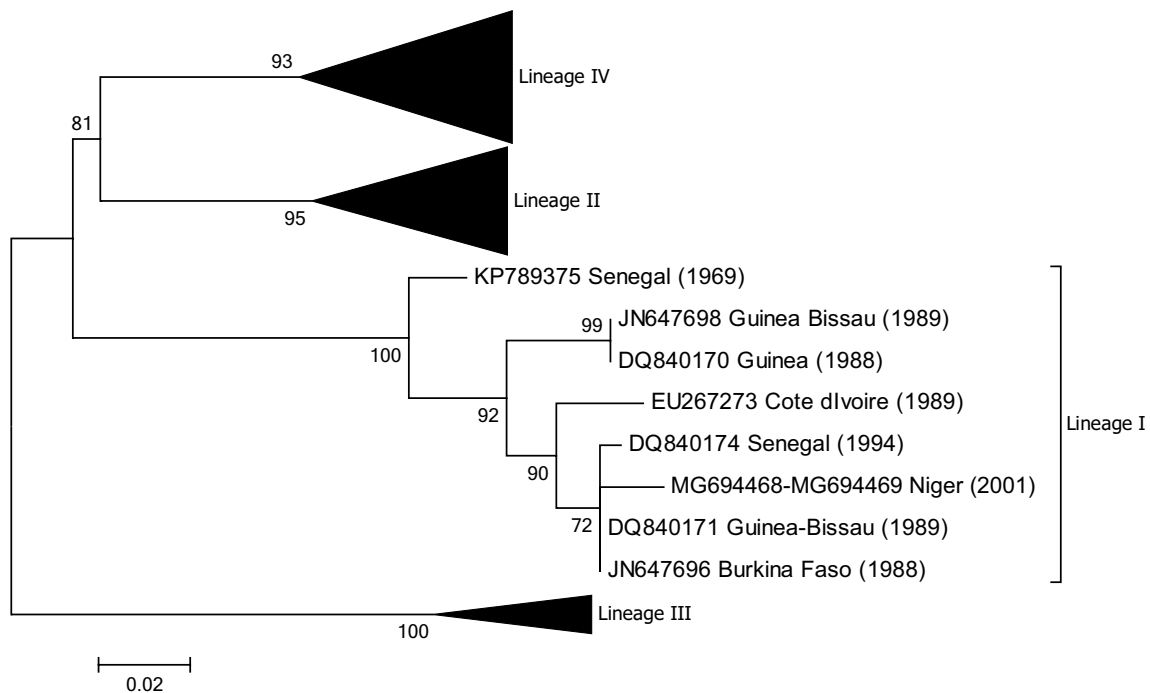 93
Lineage IV
81
Lineage II
95
KP789375 Senegal (1969)
99
JN647698 Guinea Bissau (1989)
100
DQ840170 Guinea (1988)
EU267273 Cote dIvoire (1989)
92
Lineage I
DQ840174 Senegal (1994)
90
MG694468-MG694469 Niger (2001)
72
DQ840171 Guinea-Bissau (1989)
JN647696 Burkina Faso (1988)
Lineage III
100
0.02